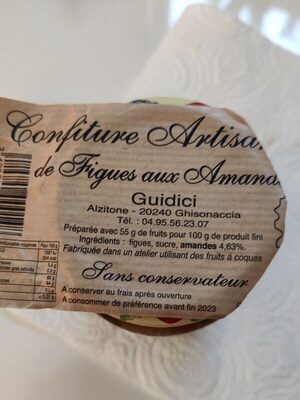 Confiture Artisa
de Figues aux Amand
Guidici
Alzitone - 20240 Ghisonaccia
Tél. : 04.95.56.23.07
Préparée avec 55 g de fruits pour 100 g de produit fini
Ingrédients : figues, sucre, amandes 4,63%.
Fabriquée dans un atelier utilisant des fruits à coques
Sans conservateur
A conserver au frais après ouverture
A consommer de préférence avant fin 2023